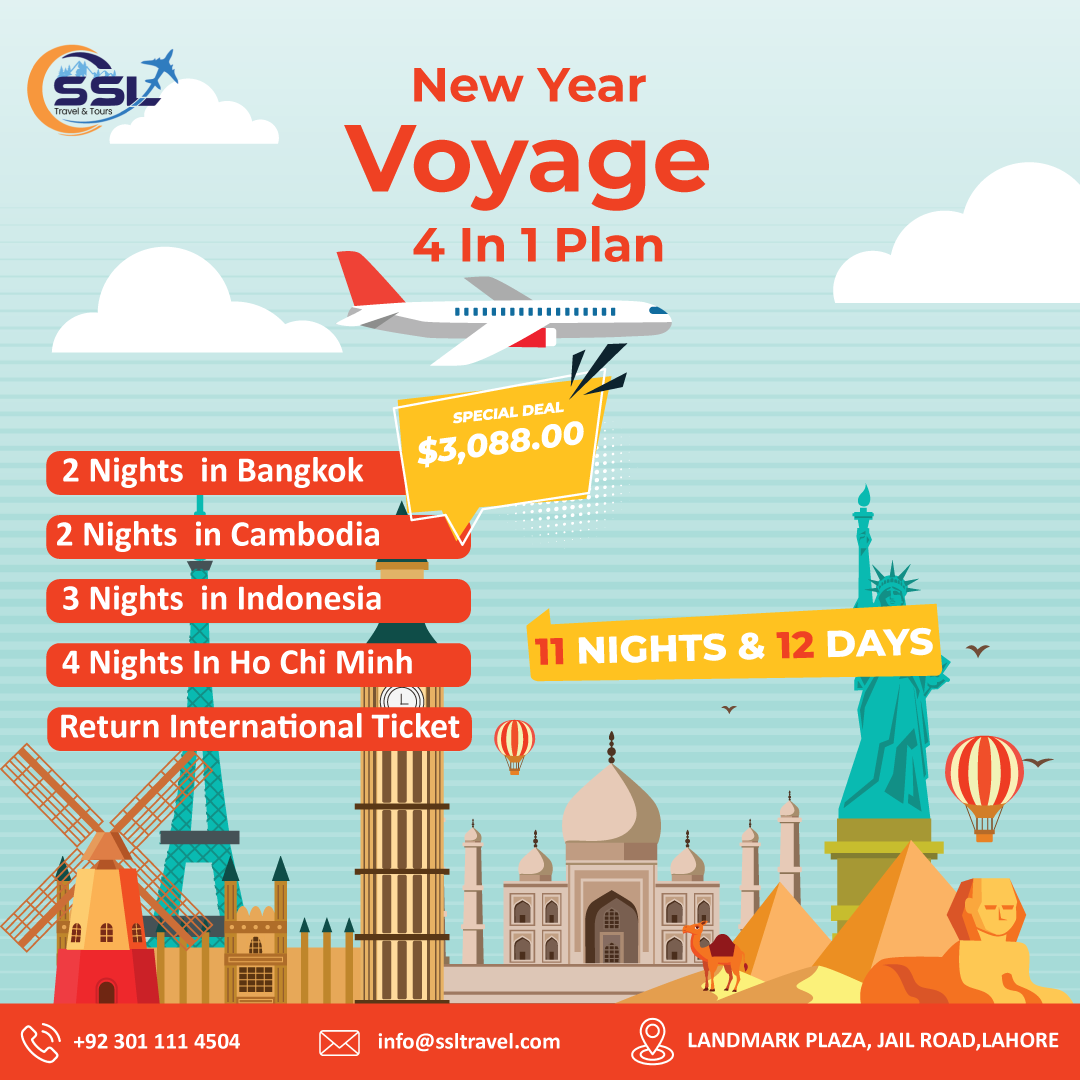 SSL
Travel & Tours
New Year
Voyage
4 In 1 Plan
SPECIAL DEAL
$3,088.00
2 Nights in Bangkok
2 Nights in Cambodia
3 Nights in Indonesia
4 Nights In Ho Chi Minh
Return International Ticket
11 NIGHTS & 12 DAYS
+92 301 111 4504
info@ssltravel.com
LANDMARK PLAZA, JAIL ROAD,LAHORE